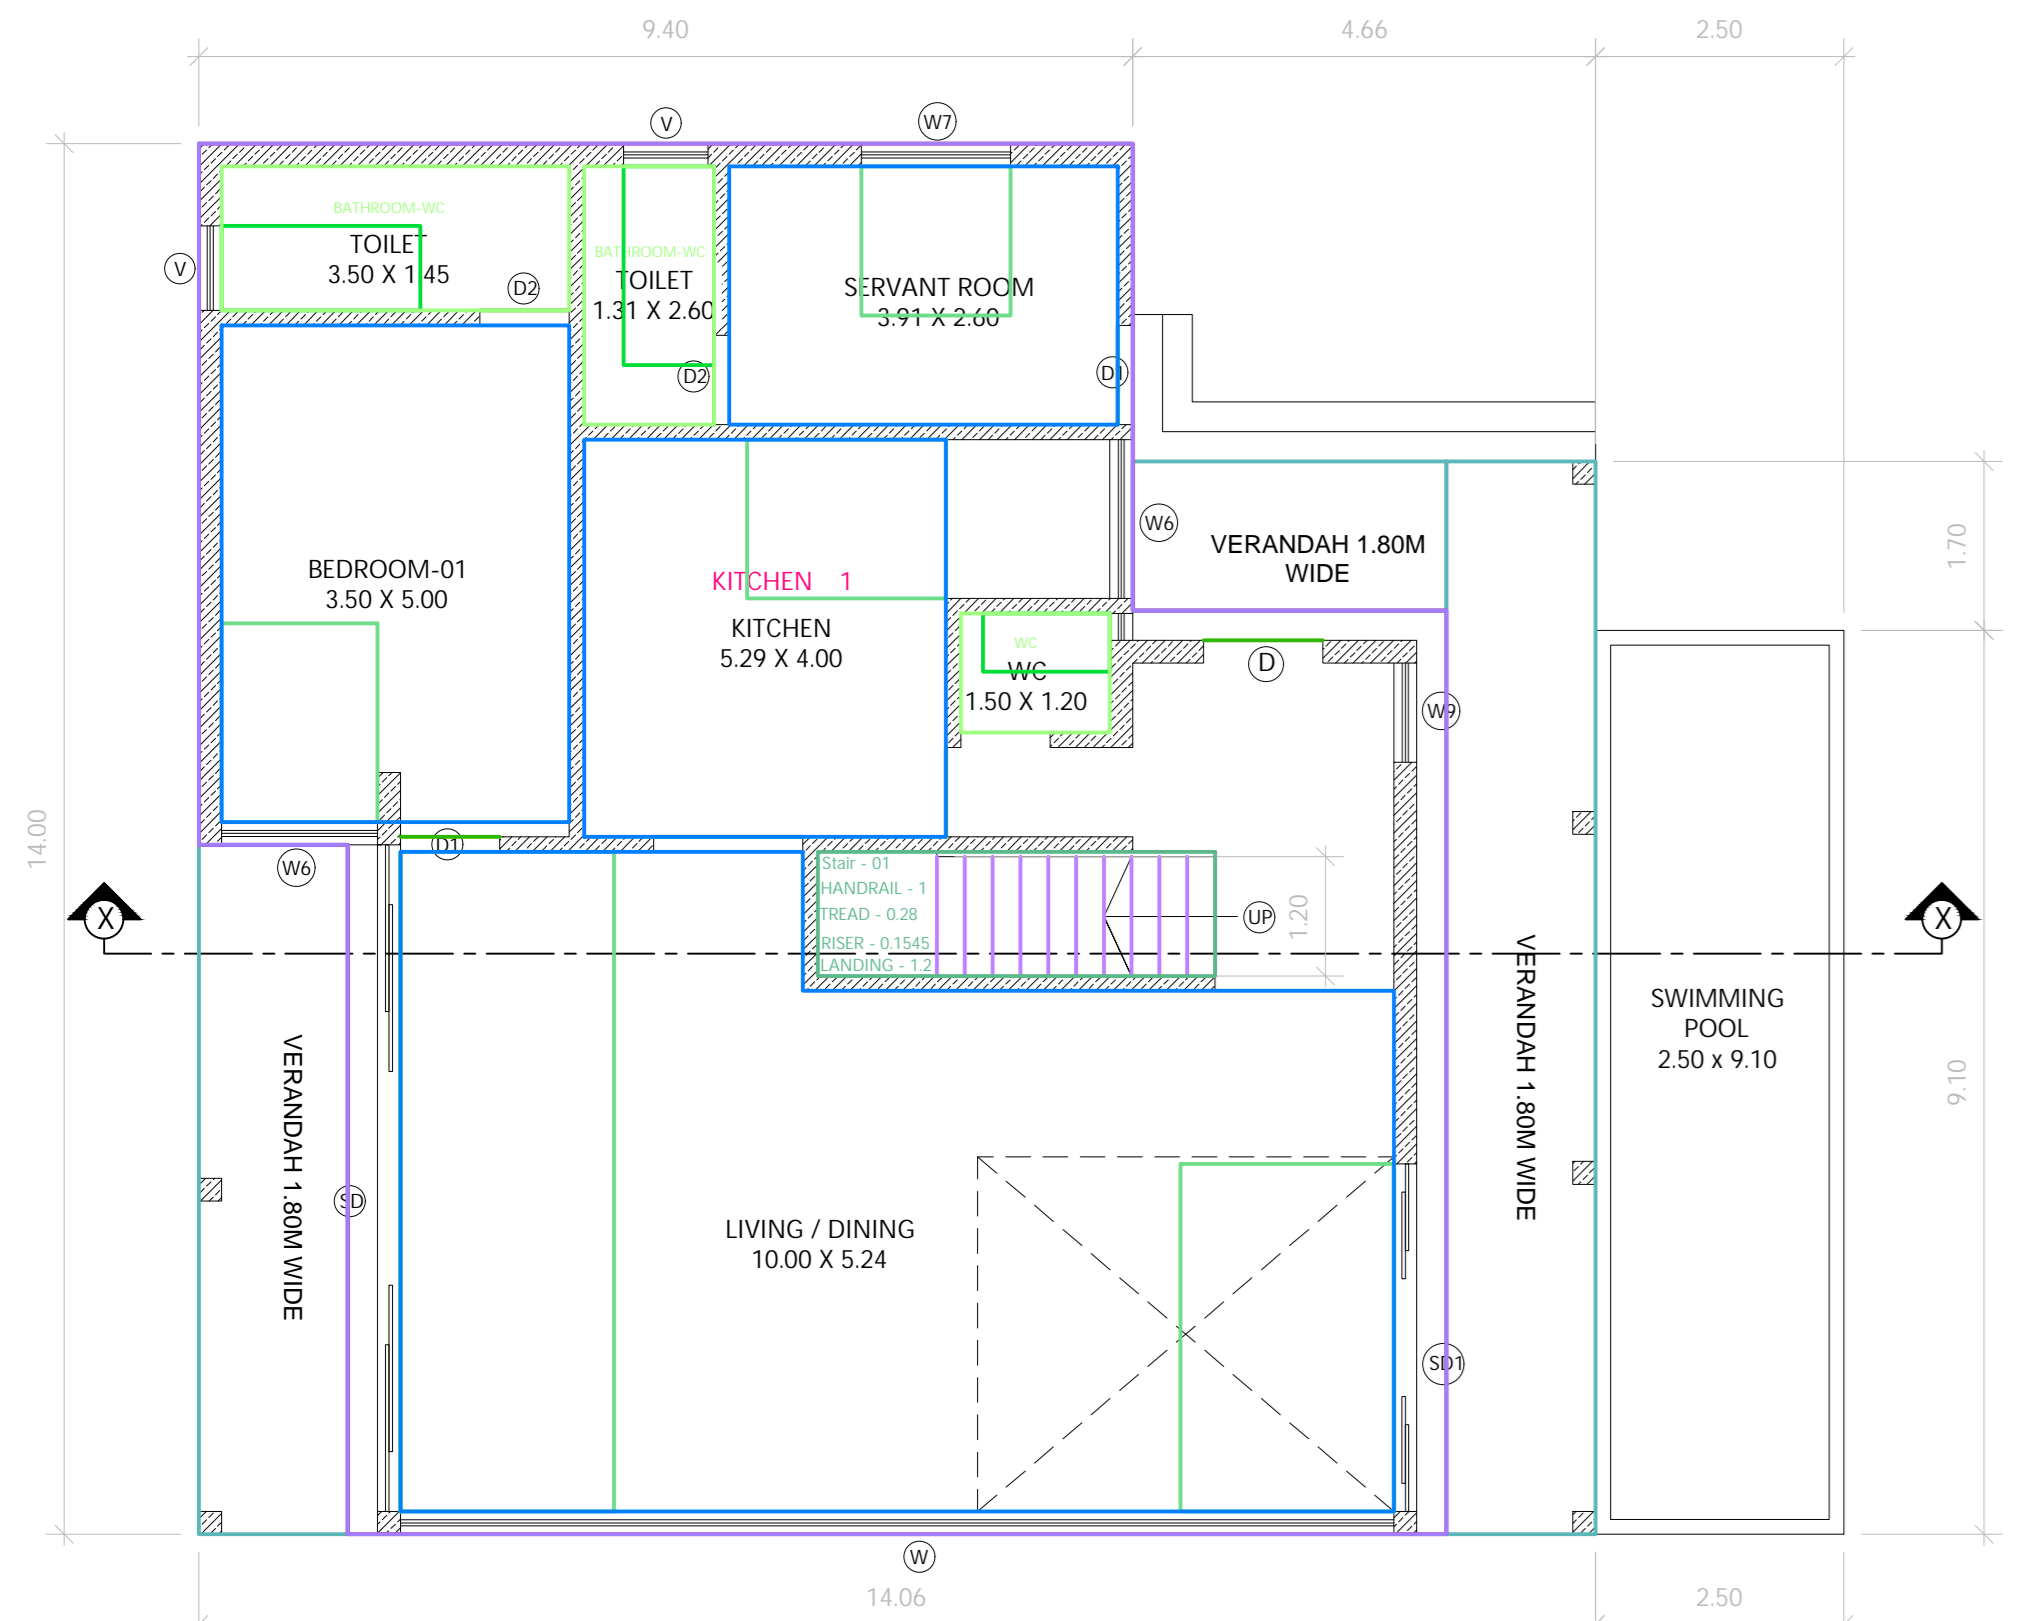 9.40
4.66
2.50
V
W7
BATHROOM-WC
TOILET
3.50 X 1.45
V
D2
BATHROOM-WC
TOILET
1.31 X 2.60
D2
SERVANT ROOM
3.91 X 2.60
D1
BEDROOM-01
3.50 X 5.00
KITCHEN 1
KITCHEN
5.29 X 4.00
W6
VERANDAH 1.80M
WIDE
1.70
WC
WC
1.50 X 1.20
D
W9
14.00
D1
W6
Stair - 01
HANDRAIL - 1
TREAD - 0.28
RISER - 0.1545
LANDING - 1.2
UP
1.20
X
X
VERANDAH 1.80M WIDE
SWIMMING
POOL
2.50 x 9.10
9.10
VERANDAH 1.80M WIDE
SD
LIVING / DINING
10.00 X 5.24
SD1
W
14.06
2.50